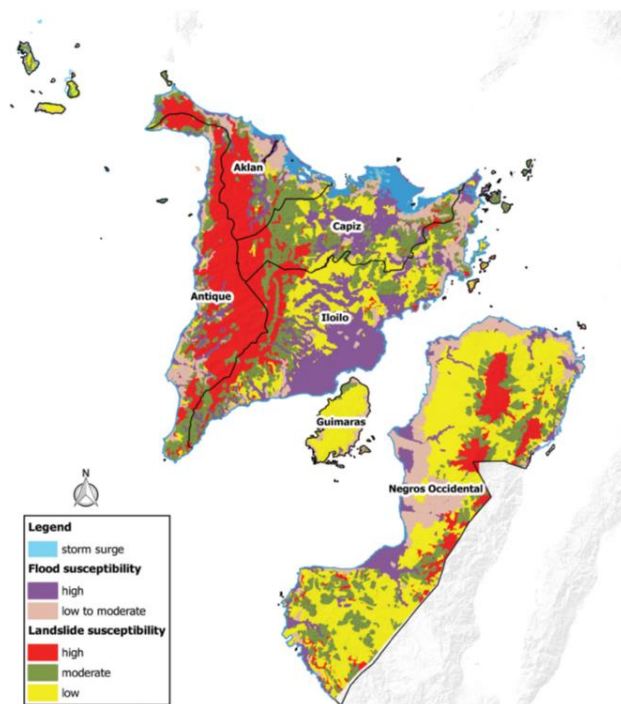 Aklan
Capiz
Antique
Iloilo
Guimaras
Negros Occidental
N
Legend
storm surge
Flood susceptibility
high
low to moderate
Landslide susceptibility
high
moderate
low